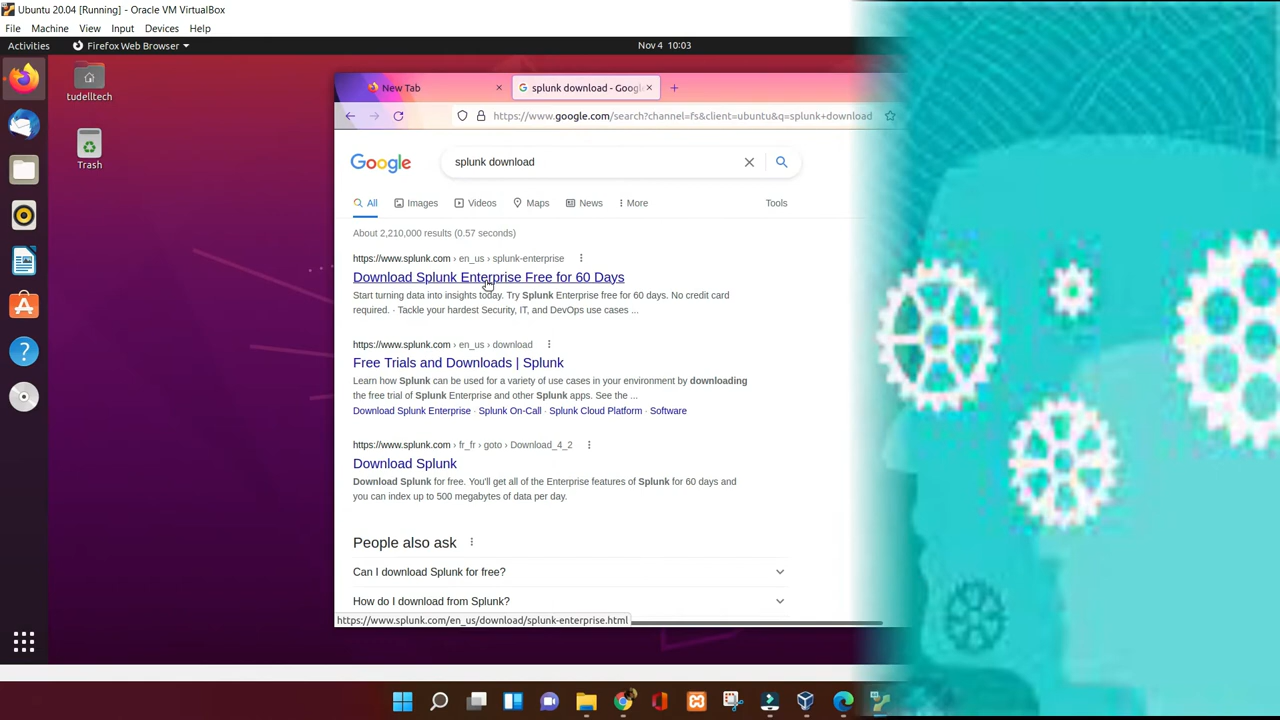 Ubuntu 20.04 [Running] - Oracle VM VirtualBox
File Machine View Input Devices Help
Activities Firefox Web Browser Nov 4 10:03
tudelltech
Trash
New Tab
splunk download - Goog
https://www.google.com/search?channel=fs&client=ubuntu&q=splunk+download
Google
splunk download
All Images Videos Maps News More Tools
About 2,210,000 results (0.57 seconds)
https://www.splunk.com › en_us › splunk-enterprise
Download Splunk Enterprise Free for 60 Days
Start turning data into insights today. Try Splunk Enterprise free for 60 days. No credit card
required. · Tackle your hardest Security, IT, and DevOps use cases ...
https://www.splunk.com › en_us › download
Free Trials and Downloads | Splunk
Learn how Splunk can be used for a variety of use cases in your environment by downloading
the free trial of Splunk Enterprise and other Splunk apps. See the ...
Download Splunk Enterprise · Splunk On-Call · Splunk Cloud Platform · Software
https://www.splunk.com › fr_fr › goto › Download_4_2
Download Splunk
Download Splunk for free. You'll get all of the Enterprise features of Splunk for 60 days and
you can index up to 500 megabytes of data per day.
People also ask
Can I download Splunk for free?
How do I download from Splunk?
https://www.splunk.com/en_us/download/splunk-enterprise.html